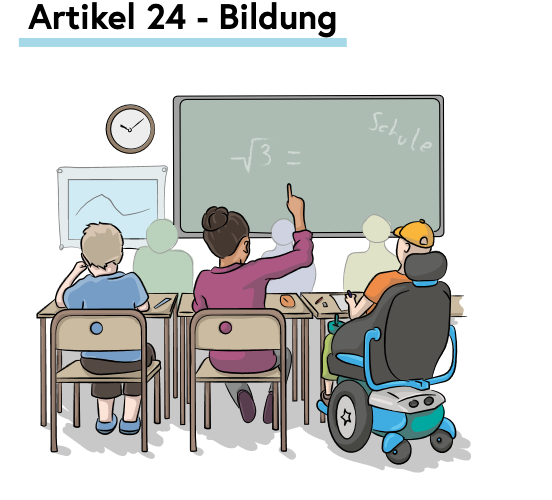 Artikel 24 - Bildung
Schule
√3 =